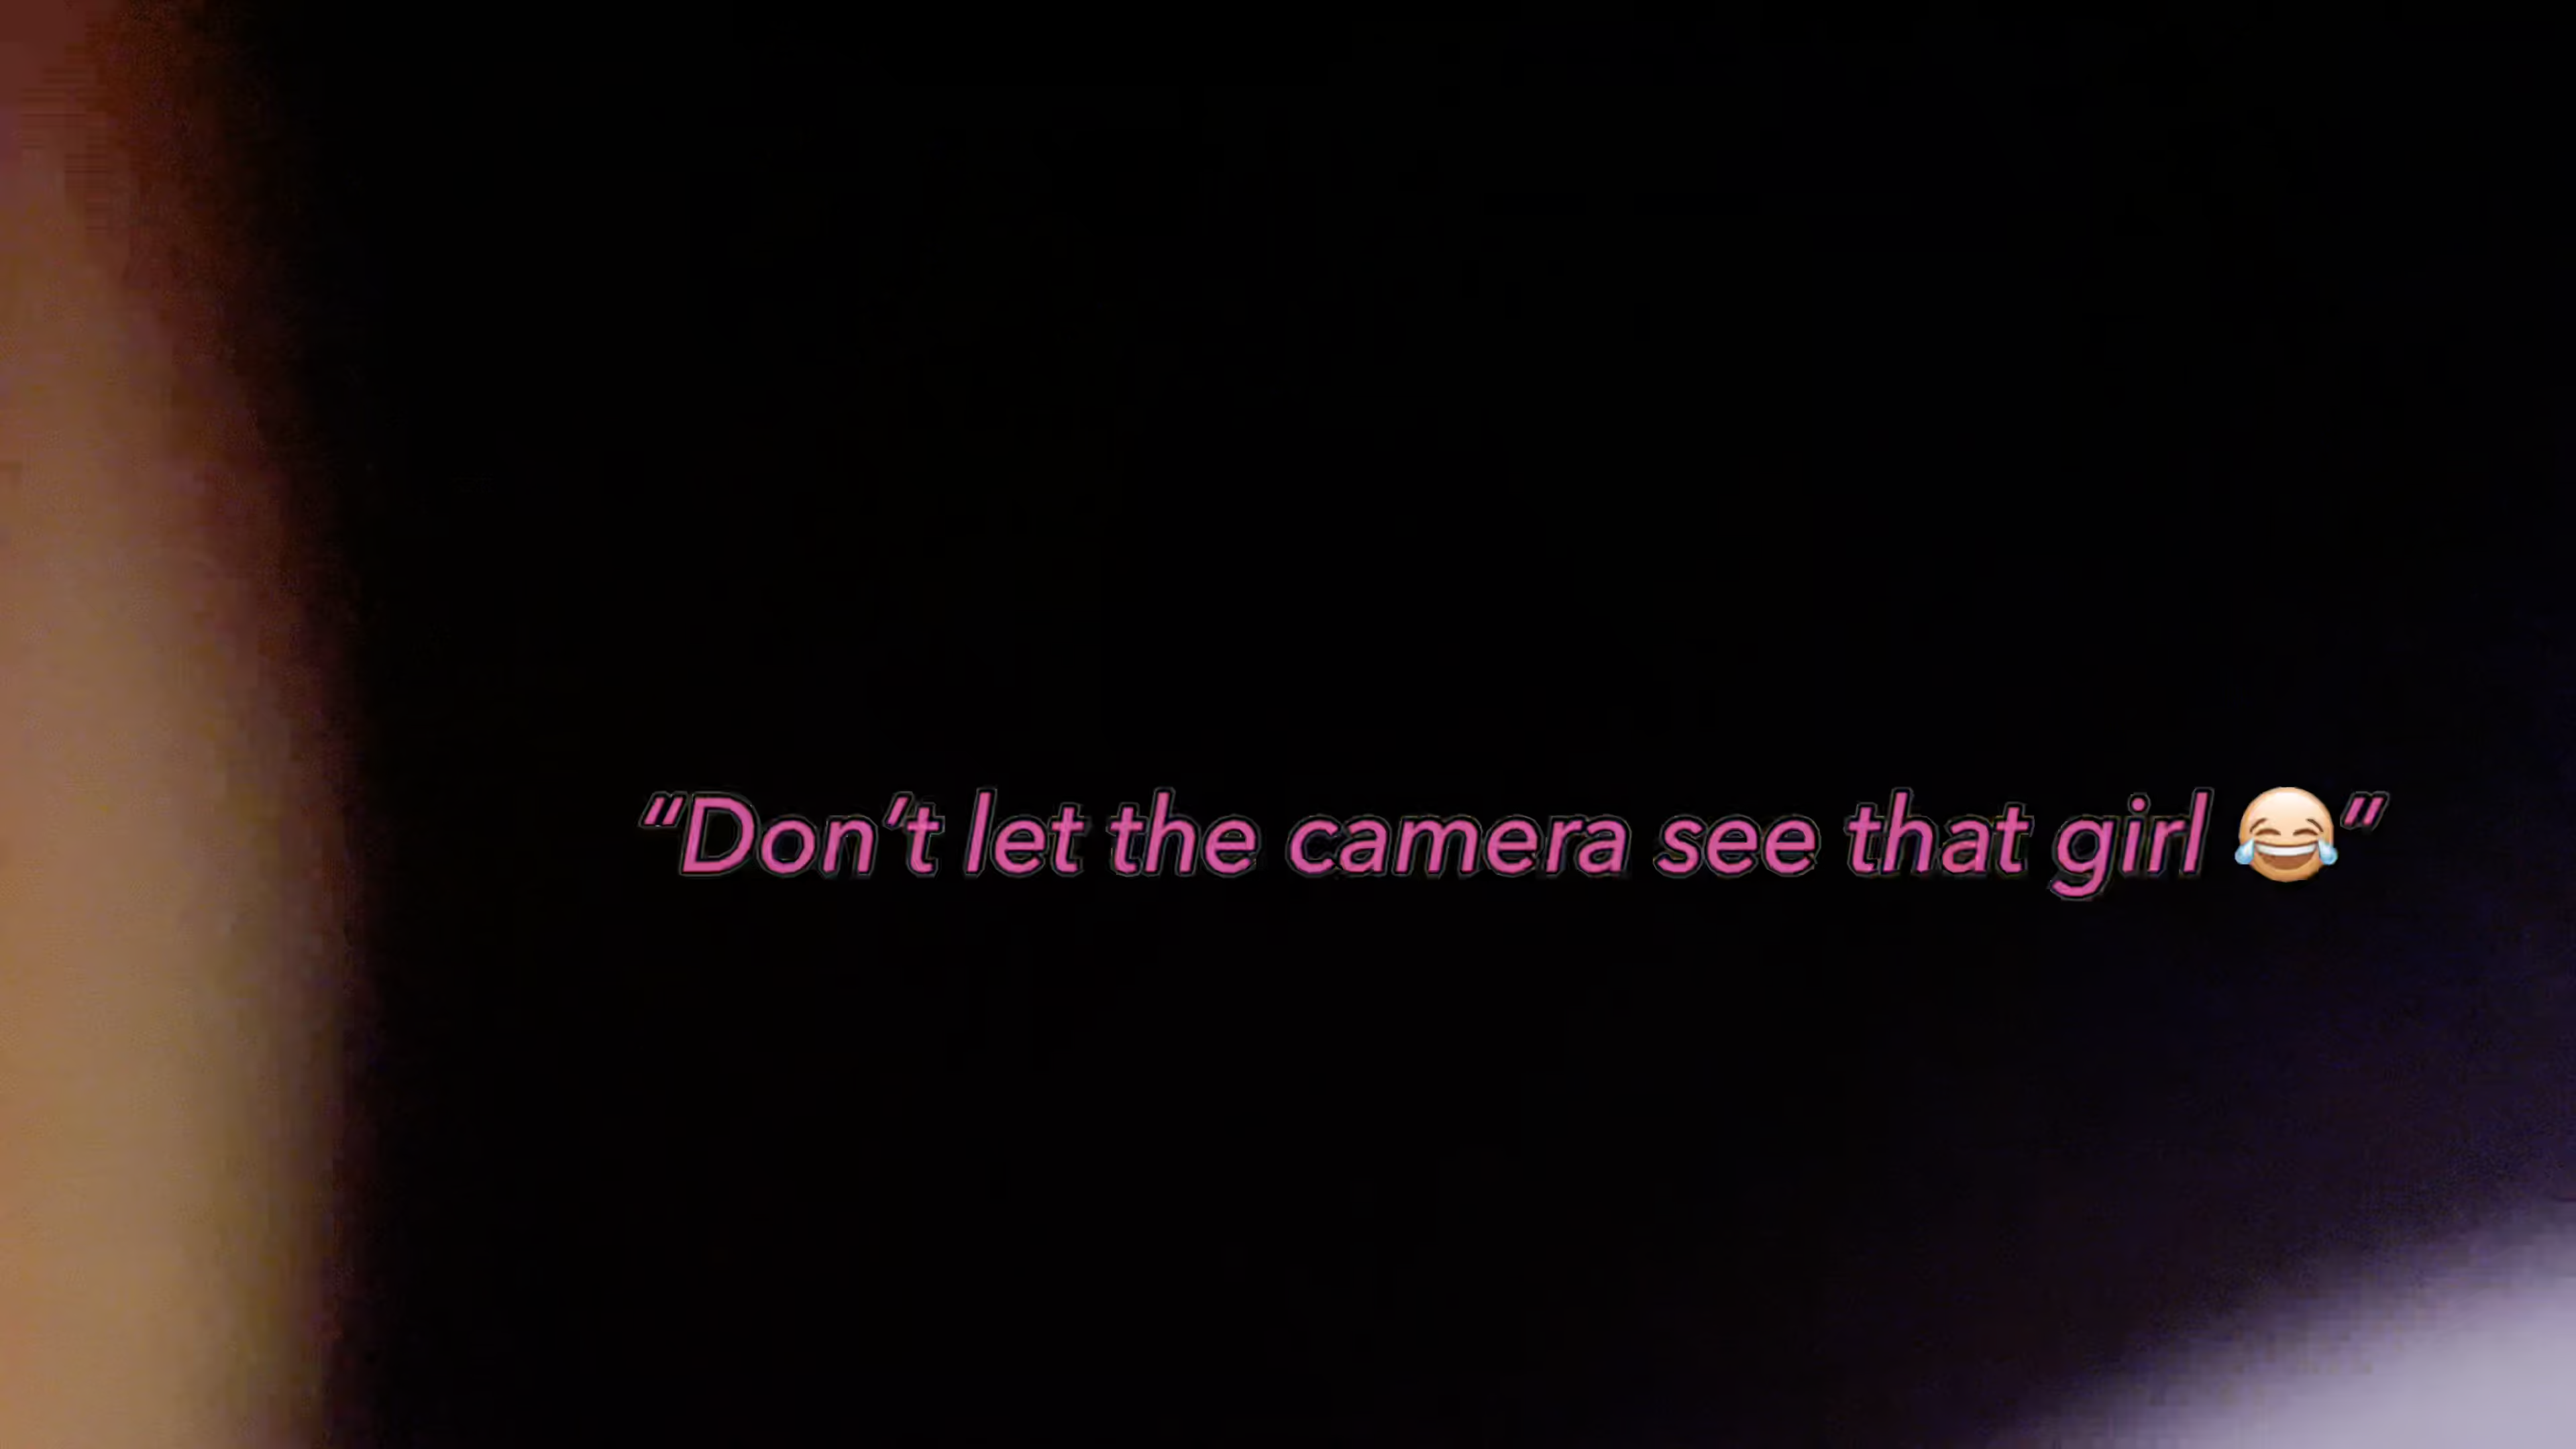 “Don’t let the camera see that girl 😂”